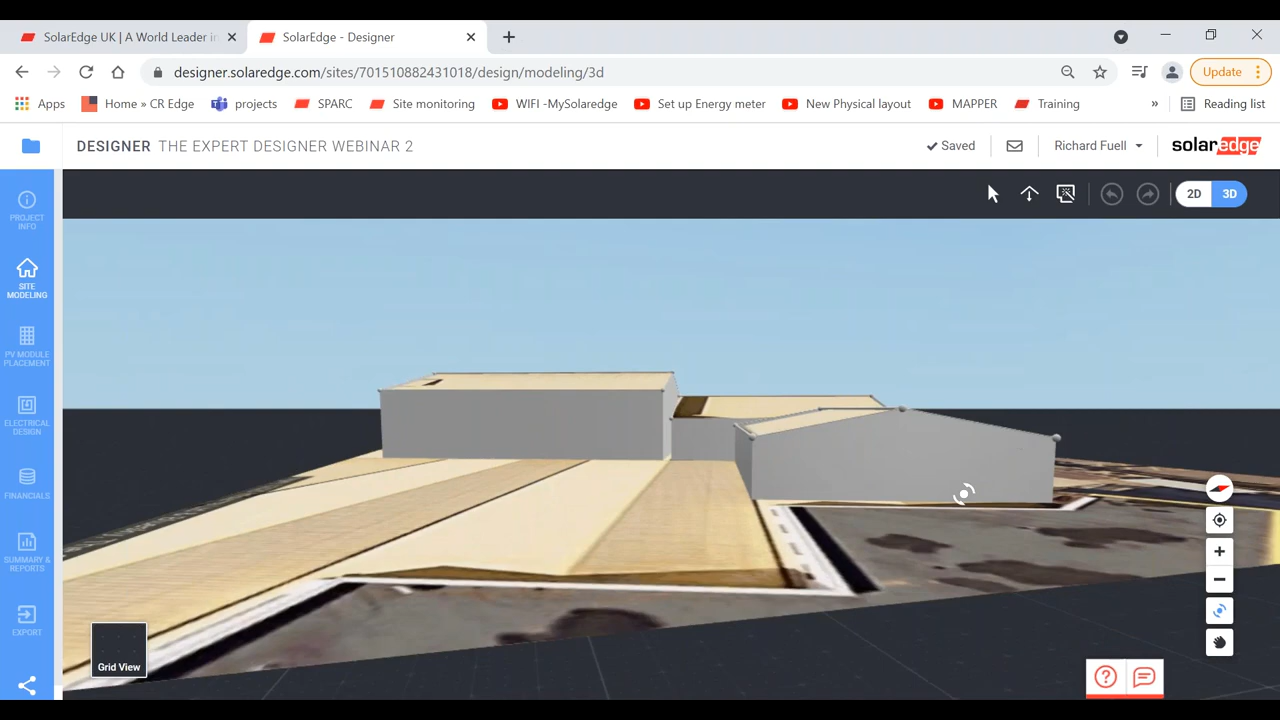 SolarEdge UK | A World Leader in
SolarEdge - Designer
designer.solaredge.com/sites/701510882431013/design/modeling/3d
Update
Apps
Home » CR Edge
projects
SPARC
Site monitoring
WIFI -MySolaredge
Set up Energy meter
New Physical layout
MAPPER
Training
»
Reading list
DESIGNER THE EXPERT DESIGNER WEBINAR 2
Saved
Richard Fuell
solaredge
2D
3D
PROJECT
INFO
SITE
MODELING
PV MODULE
PLACEMENT
ELECTRICAL
DESIGN
FINANCIALS
SUMMARY &
REPORTS
EXPORT
Grid View